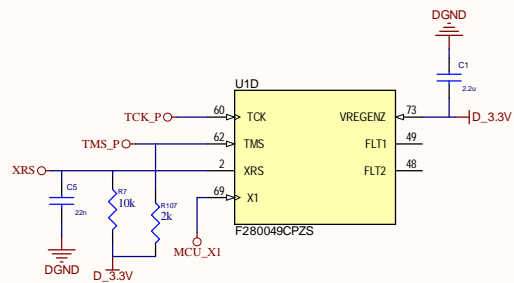 DGND
C1
2.2u
U1D
TCK_P 60 TCK VREGENZ 73 D_3.3V
TMS_P 62 TMS FLT1 49
XRS 2 XRS FLT2 48
69 X1
C5
22n
R7
10k
R107
2k
F280049CPZS
MCU_X1
DGND
D_3.3V